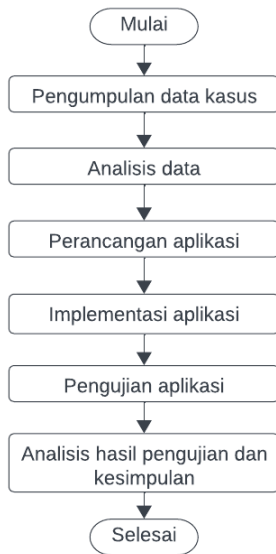 Mulai
Pengumpulan data kasus
Analisis data
Perancangan aplikasi
Implementasi aplikasi
Pengujian aplikasi
Analisis hasil pengujian dan
kesimpulan
Selesai